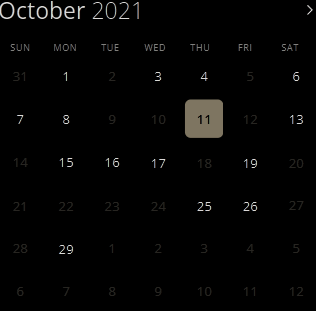 October 2021
SUN MON TUE WED THU FRI SAT
31 1 2 3 4 5 6
7 8 9 10 11 12 13
14 15 16 17 18 19 20
21 22 23 24 25 26 27
28 29 1 2 3 4 5
6 7 8 9 10 11 12